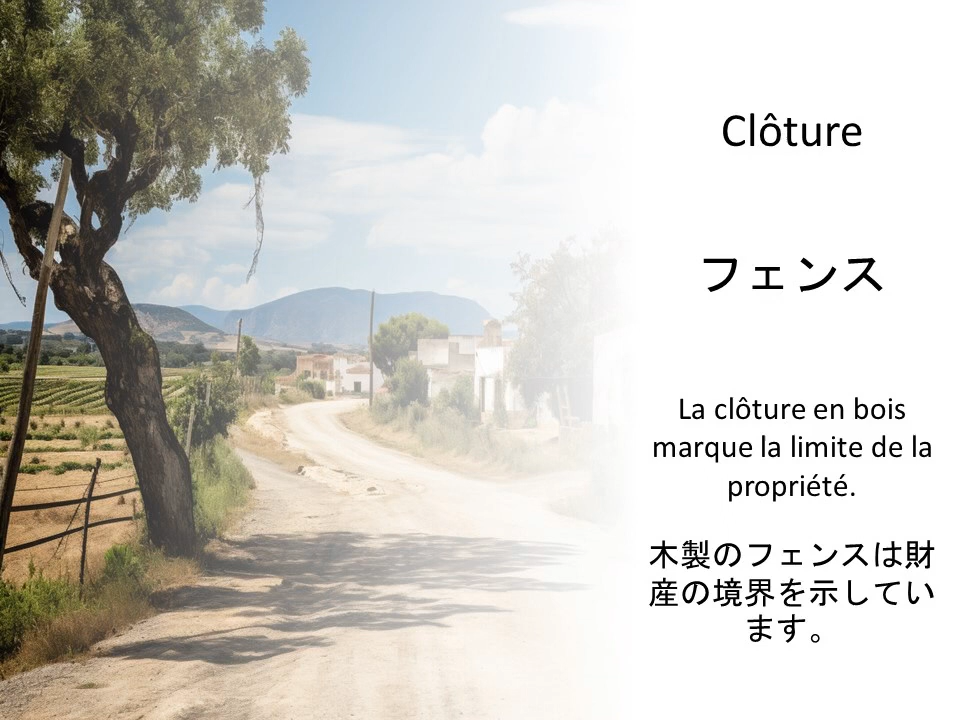 Clôture
フェンス
La clôture en bois
marque la limite de la
propriété.
木製のフェンスは財
産の境界を示してい
ます。